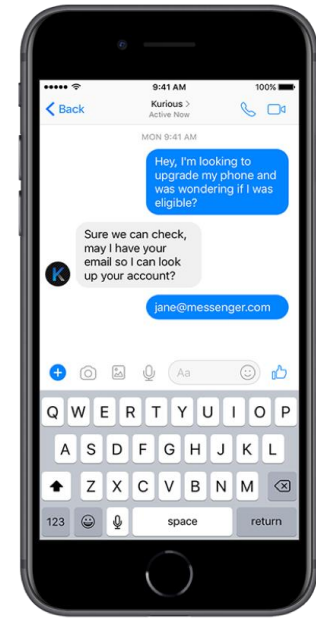 9:41 AM
100%
Back
Kurious >
Active Now
MON 9:41 AM
Hey, I'm looking to
upgrade my phone and
was wondering if I was
eligible?
Sure we can check,
may I have your
email so I can look
up your account?
K
jane@messenger.com
Aa
Q W E R T Y U I O P
A S D F G H J K L
Z X C V B N M
123 space return